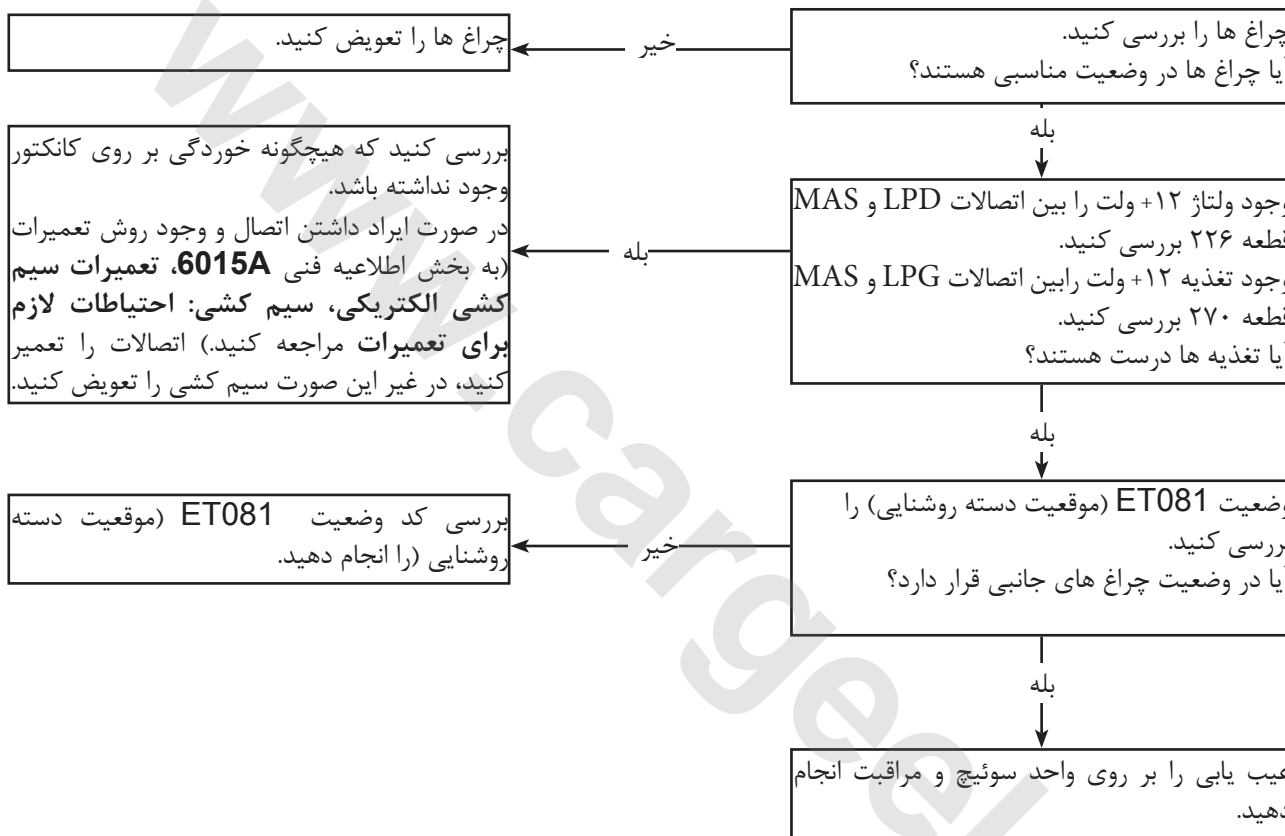 چراغ ها را بررسی کنید.
آیا چراغ ها در وضعیت مناسبی هستند؟
خیر
چراغ ها را تعویض کنید.
بله
وجود ولتاژ ۱۲+ ولت را بین اتصالات LPD و MAS
قطعه ۲۲۶ بررسی کنید.
وجود تغذیه ۱۲+ ولت رابین اتصالات LPG و MAS
قطعه ۲۷۰ بررسی کنید.
آیا تغذیه ها درست هستند؟
بله
بررسی کنید که هیچگونه خوردگی بر روی کانکتور
وجود نداشته باشد.
در صورت ایراد داشتن اتصال و وجود روش تعمیرات
(به بخش اطلاعیه فنی 6015A، تعمیرات سیم
کشی الکتریکی، سیم کشی: احتیاطات لازم
برای تعمیرات مراجعه کنید.) اتصالات را تعمیر
کنید، در غیر این صورت سیم کشی را تعویض کنید.
بله
وضعیت ET081 (موقعیت دسته روشنایی) را
بررسی کنید.
آیا در وضعیت چراغ های جانبی قرار دارد؟
خیر
بررسی کد وضعیت ET081 (موقعیت دسته
روشنایی (را انجام دهید.
بله
عیب یابی را بر روی واحد سوئیچ و مراقبت انجام
دهید.
www.cargeel